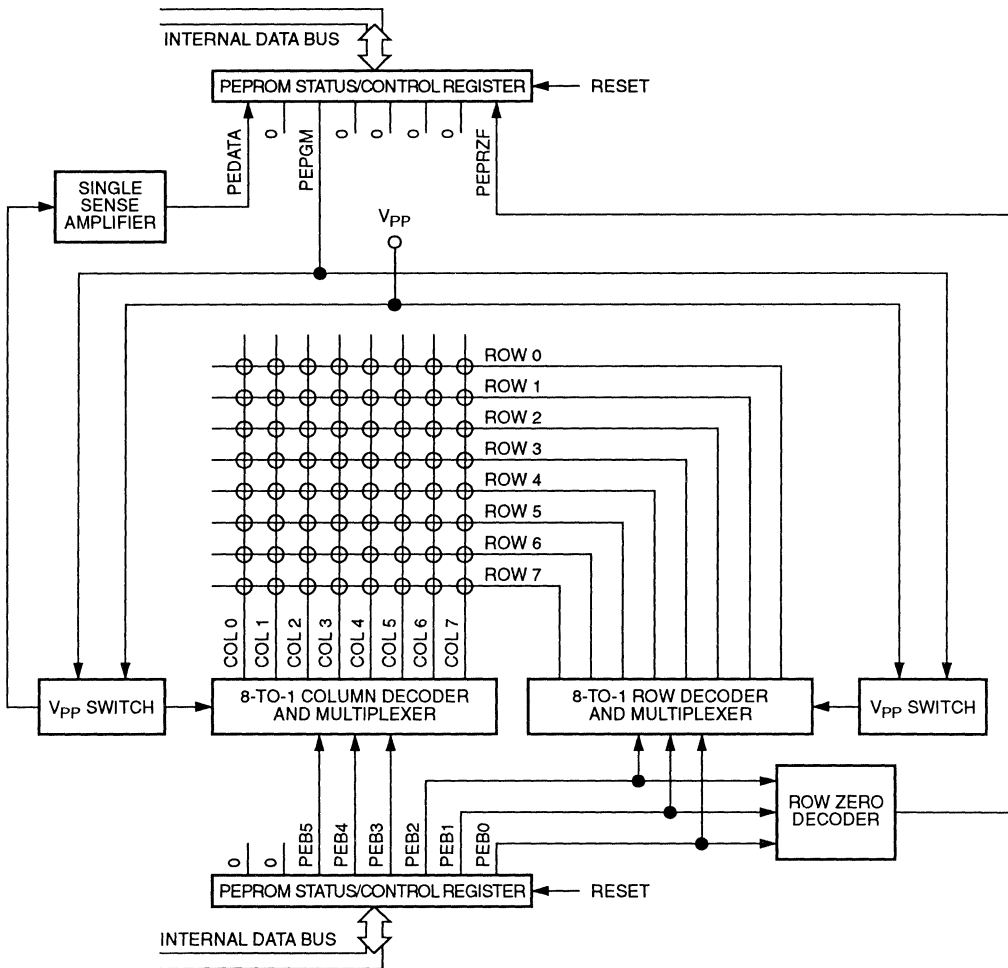 INTERNAL DATA BUS
PEPROM STATUS/CONTROL REGISTER
RESET
PEDATA
0
PEPGM
0
0
0
0
PEPRZF
SINGLE
SENSE
AMPLIFIER
VPP
ROW 0
ROW 1
ROW 2
ROW 3
ROW 4
ROW 5
ROW 6
ROW 7
COL 0
COL 1
COL 2
COL 3
COL 4
COL 5
COL 6
COL 7
VPP SWITCH
8-TO-1 COLUMN DECODER
AND MULTIPLEXER
8-TO-1 ROW DECODER
AND MULTIPLEXER
VPP SWITCH
ROW ZERO
DECODER
0
0
PEB5
PEB4
PEB3
PEB2
PEB1
PEB0
PEPROM STATUS/CONTROL REGISTER
RESET
INTERNAL DATA BUS